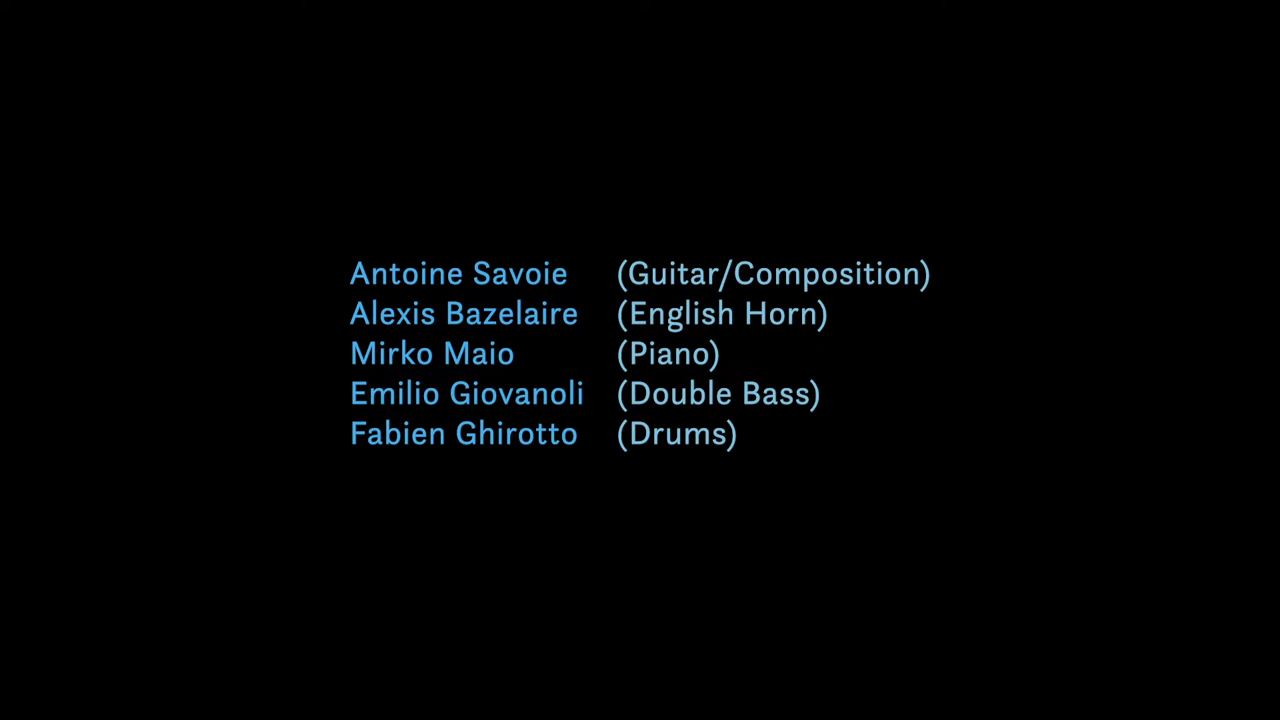 Antoine Savoie (Guitar/Composition)
Alexis Bazelaire (English Horn)
Mirko Maio (Piano)
Emilio Giovanoli (Double Bass)
Fabien Ghirotto (Drums)